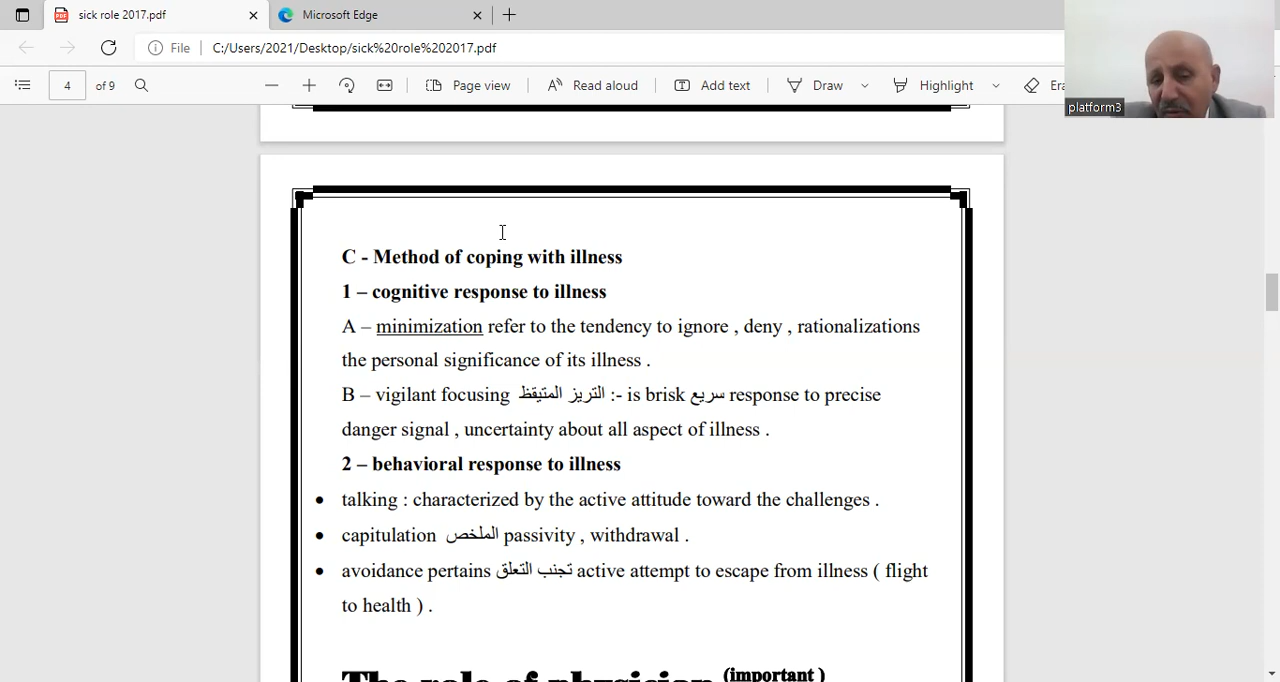 sick role 2017.pdf
Microsoft Edge
File
C:/Users/2021/Desktop/sick%20role%202017.pdf
4 of 9
Page view
Read aloud
Add text
Draw
Highlight
Era
platform3
C - Method of coping with illness
1 – cognitive response to illness
A – minimization refer to the tendency to ignore , deny , rationalizations
the personal significance of its illness .
B – vigilant focusing التريز المتيقظ :- is brisk سريع response to precise
danger signal , uncertainty about all aspect of illness .
2 – behavioral response to illness
• talking : characterized by the active attitude toward the challenges .
• capitulation الملخص passivity , withdrawal .
• avoidance pertains تجنب التعلق active attempt to escape from illness ( flight
to health ) .
The role of physician (important )